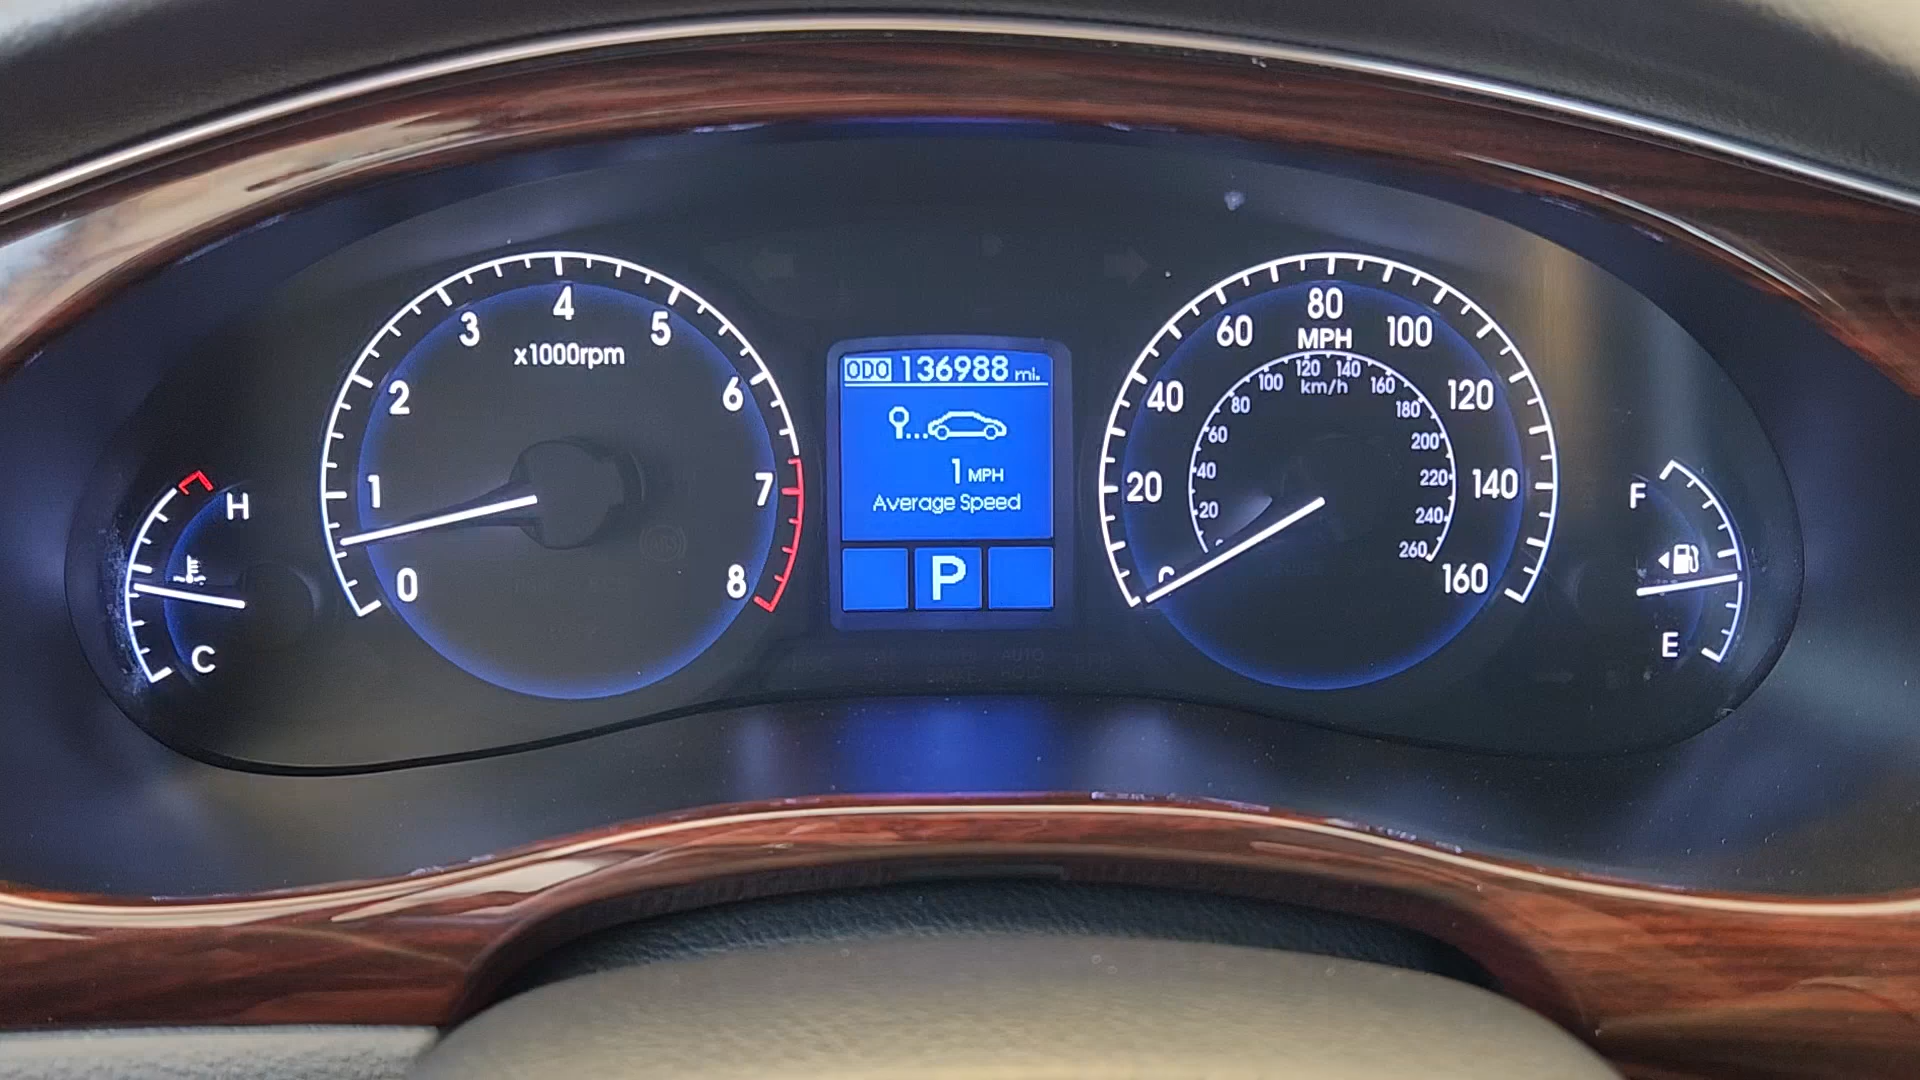 ODO 136988 mi.
1 MPH
Average Speed
P
0 1 2 3 4 5 6 7 8
x1000rpm
H
C
20 40 60 80 100 120 140 160
MPH
20 40 60 80 100 120 140 160 180 200 220 240 260
km/h
F
E
AUTO
HOLD